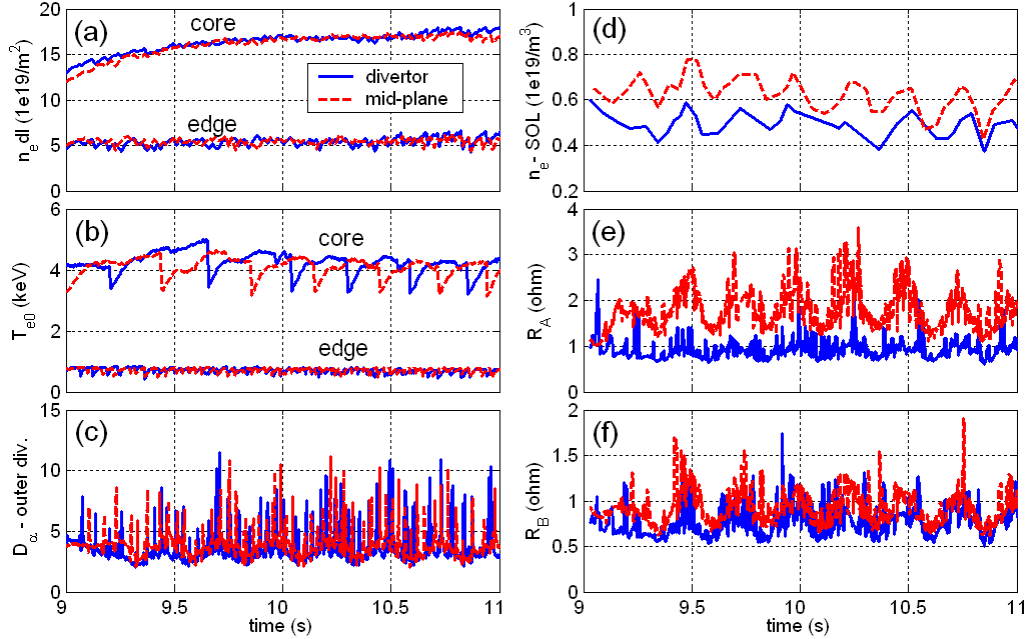 (a)
core
edge
divertor
mid-plane
n_e dl (1e19/m^2)
20
15
10
5
0
(d)
n_e- SOL (1e19/m^3)
1
0.8
0.6
0.4
0.2
(b)
core
edge
T_e0 (keV)
6
4
2
0
(e)
R_A (ohm)
4
3
2
1
0
(c)
D_α - outer div.
15
10
5
0
9 9.5 10 10.5 11
time (s)
(f)
R_B (ohm)
2
1.5
1
0.5
0
9 9.5 10 10.5 11
time (s)